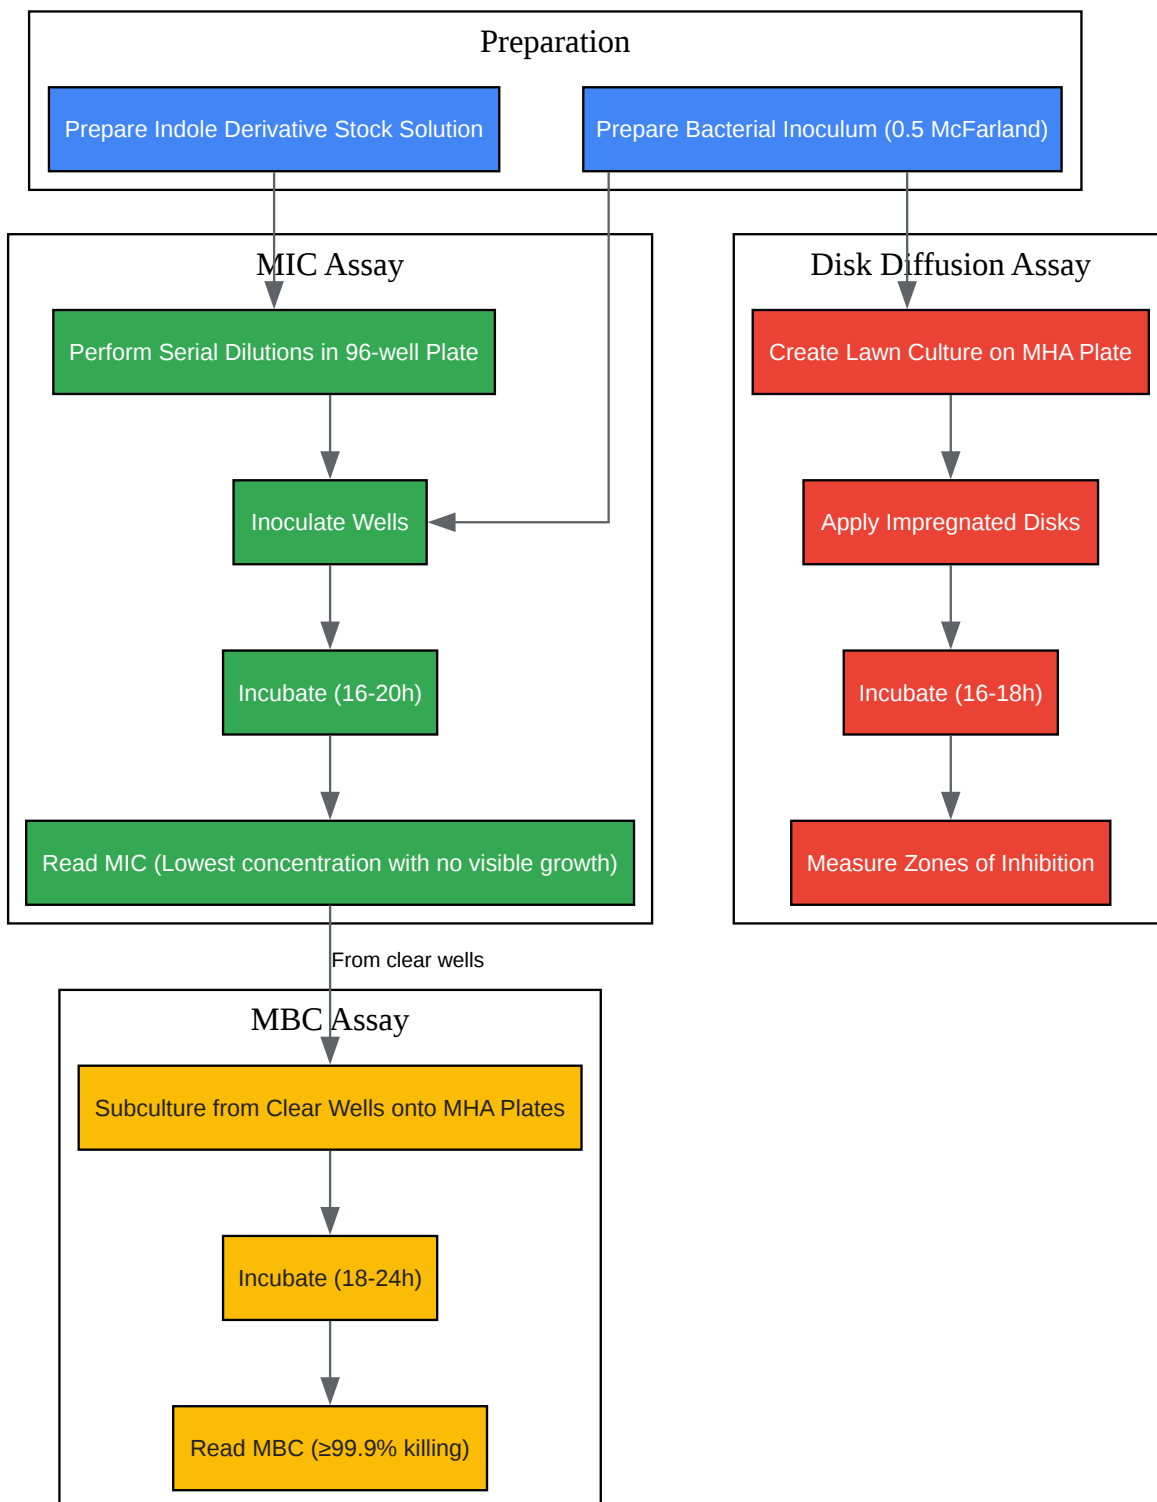 Preparation
Prepare Indole Derivative Stock Solution
Prepare Bacterial Inoculum (0.5 McFarland)
MIC Assay
Perform Serial Dilutions in 96-well Plate
Inoculate Wells
Incubate (16-20h)
Read MIC (Lowest concentration with no visible growth)
Disk Diffusion Assay
Create Lawn Culture on MHA Plate
Apply Impregnated Disks
Incubate (16-18h)
Measure Zones of Inhibition
From clear wells
MBC Assay
Subculture from Clear Wells onto MHA Plates
Incubate (18-24h)
Read MBC (≥99.9% killing)